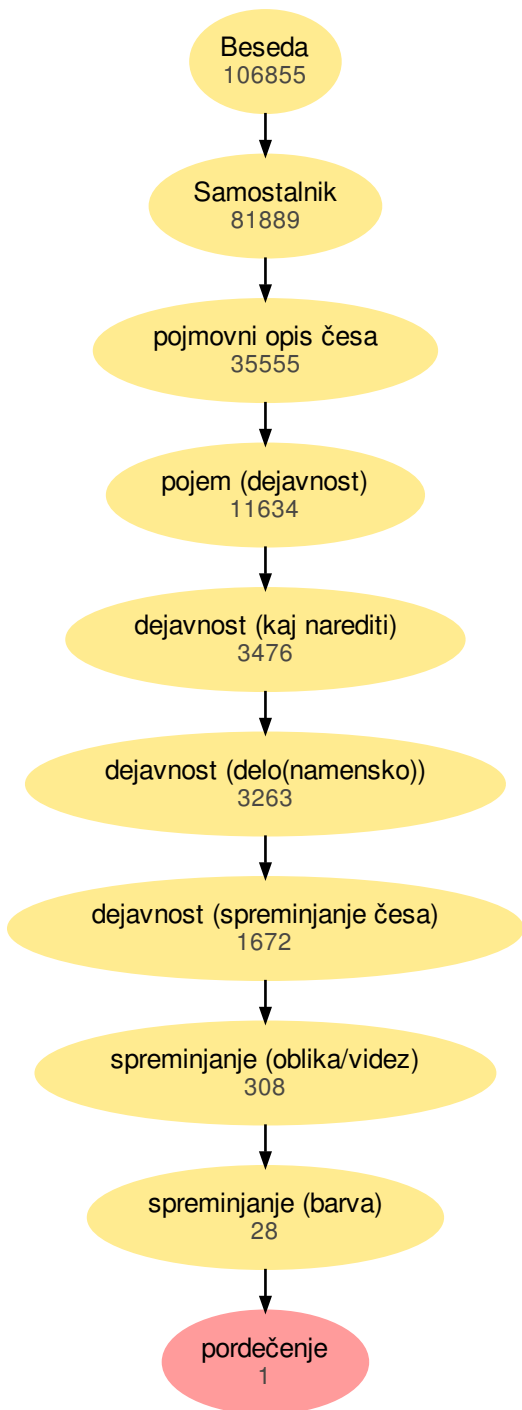 Beseda
106855
Samostalnik
81889
pojmovni opis česa
35555
pojem (dejavnost)
11634
dejavnost (kaj narediti)
3476
dejavnost (delo(namensko))
3263
dejavnost (spreminjanje česa)
1672
spreminjanje (oblika/videz)
308
spreminjanje (barva)
28
pordečenje
1